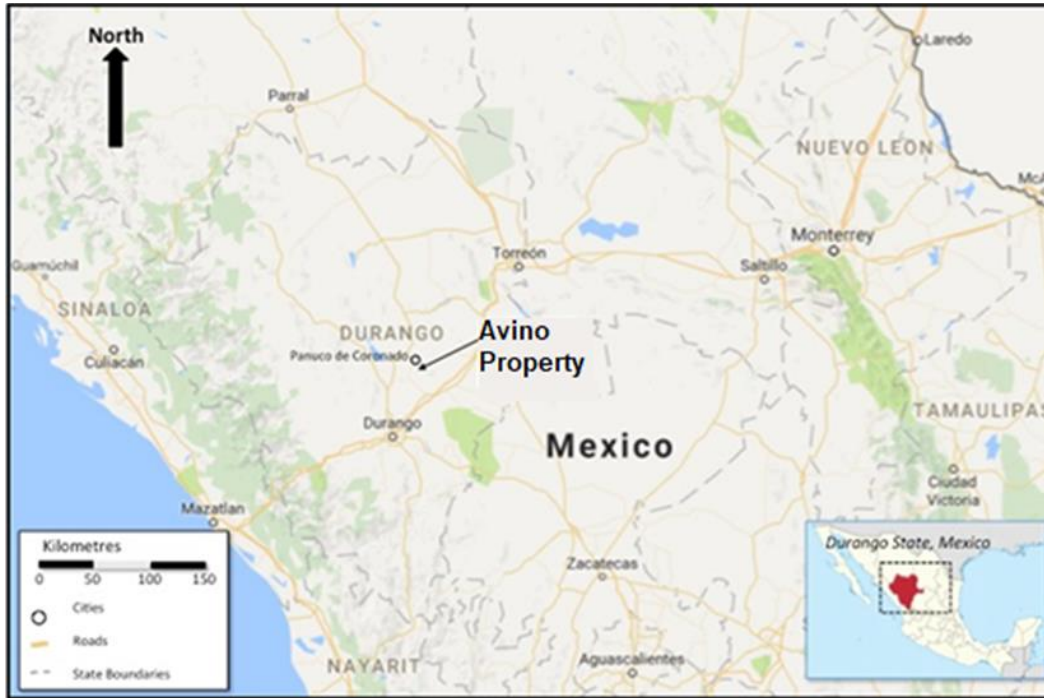 North
Laredo
Parral
NUEVO LEON
McA
Monterrey
Torreón
Saltillo
Guamúchil
SINALOA
DURANGO
Avino
Property
Panuco de Coronado
Culiacán
TAMAULIPAS
Durango
Mexico
Ciudad
Victoria
Mazatlan
Kilometres
0 50 100 150
Cities
Roads
State Boundaries
Durango State, Mexico
Zacatecas
NAYARIT
Aguascalientes